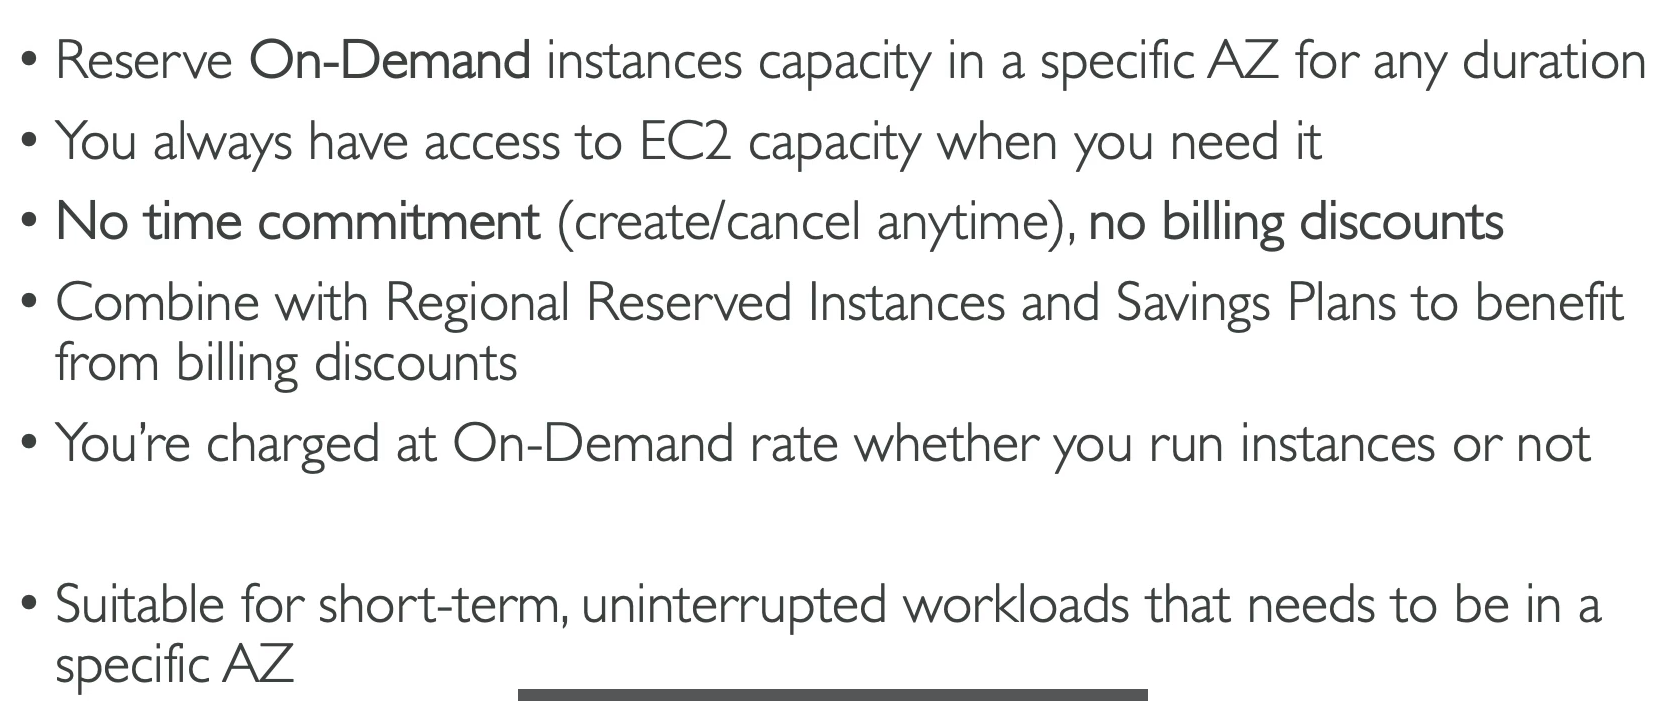 • Reserve On-Demand instances capacity in a specific AZ for any duration
• You always have access to EC2 capacity when you need it
• No time commitment (create/cancel anytime), no billing discounts
• Combine with Regional Reserved Instances and Savings Plans to benefit
from billing discounts
• You’re charged at On-Demand rate whether you run instances or not
• Suitable for short-term, uninterrupted workloads that needs to be in a
specific AZ